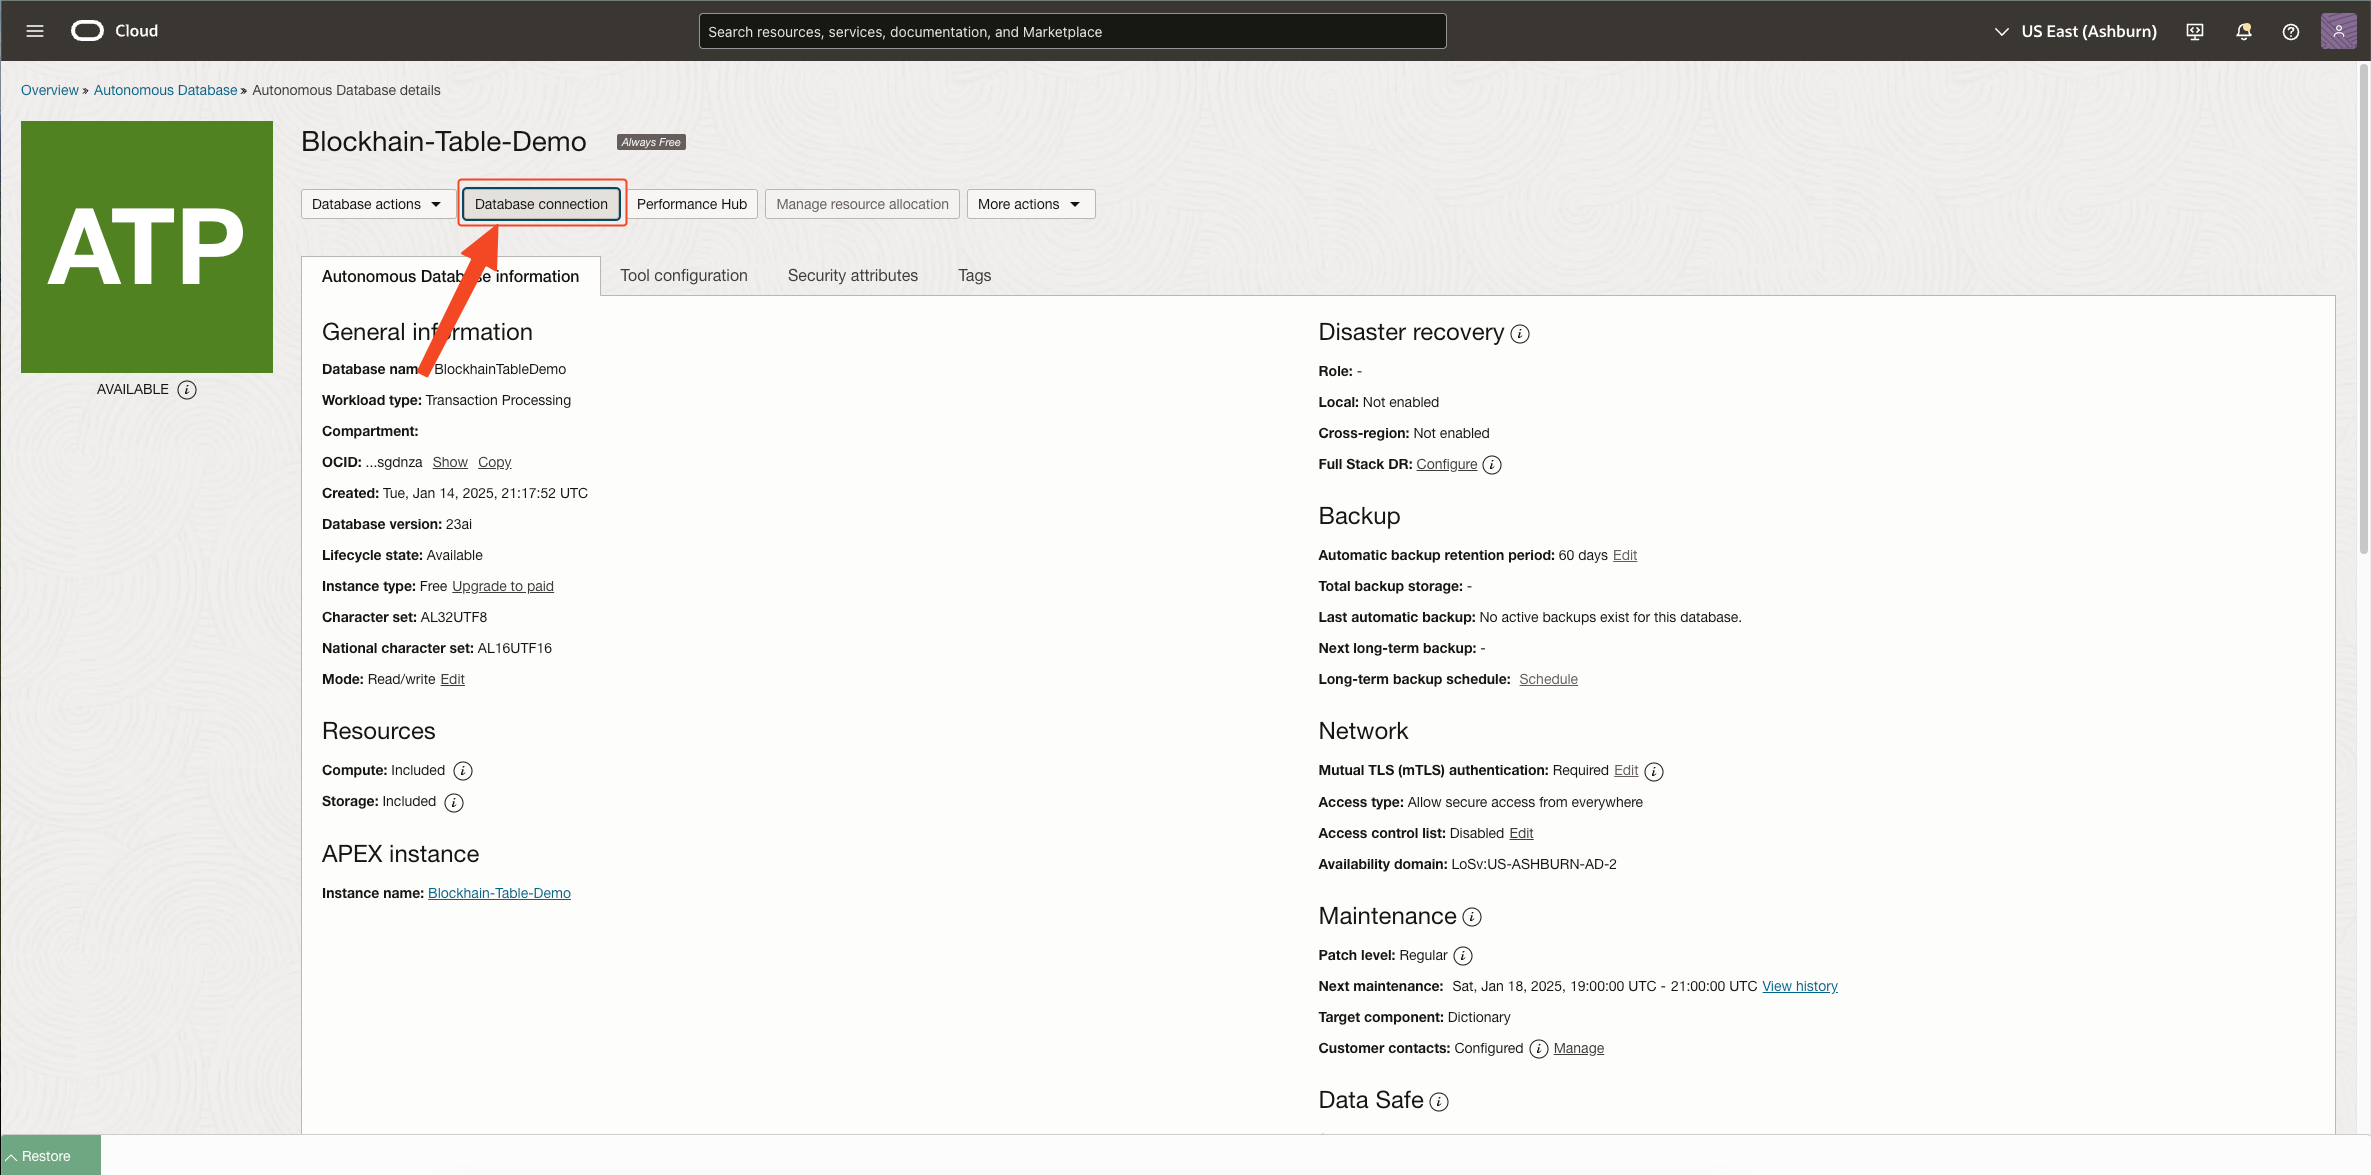 Cloud
Search resources, services, documentation, and Marketplace
US East (Ashburn)
Overview » Autonomous Database » Autonomous Database details
ATP
AVAILABLE
Blockhain-Table-Demo
Always Free
Database actions
Database connection
Performance Hub
Manage resource allocation
More actions
Autonomous Database information
Tool configuration
Security attributes
Tags
General information
Database nam BlockhainTableDemo
Workload type: Transaction Processing
Compartment:
OCID: ...sgdnza Show Copy
Created: Tue, Jan 14, 2025, 21:17:52 UTC
Database version: 23ai
Lifecycle state: Available
Instance type: Free Upgrade to paid
Character set: AL32UTF8
National character set: AL16UTF16
Mode: Read/write Edit
Resources
Compute: Included
Storage: Included
APEX instance
Instance name: Blockhain-Table-Demo
Disaster recovery
Role: -
Local: Not enabled
Cross-region: Not enabled
Full Stack DR: Configure
Backup
Automatic backup retention period: 60 days Edit
Total backup storage: -
Last automatic backup: No active backups exist for this database.
Next long-term backup: -
Long-term backup schedule: Schedule
Network
Mutual TLS (mTLS) authentication: Required Edit
Access type: Allow secure access from everywhere
Access control list: Disabled Edit
Availability domain: LoSv:US-ASHBURN-AD-2
Maintenance
Patch level: Regular
Next maintenance: Sat, Jan 18, 2025, 19:00:00 UTC - 21:00:00 UTC View history
Target component: Dictionary
Customer contacts: Configured Manage
Data Safe
Restore